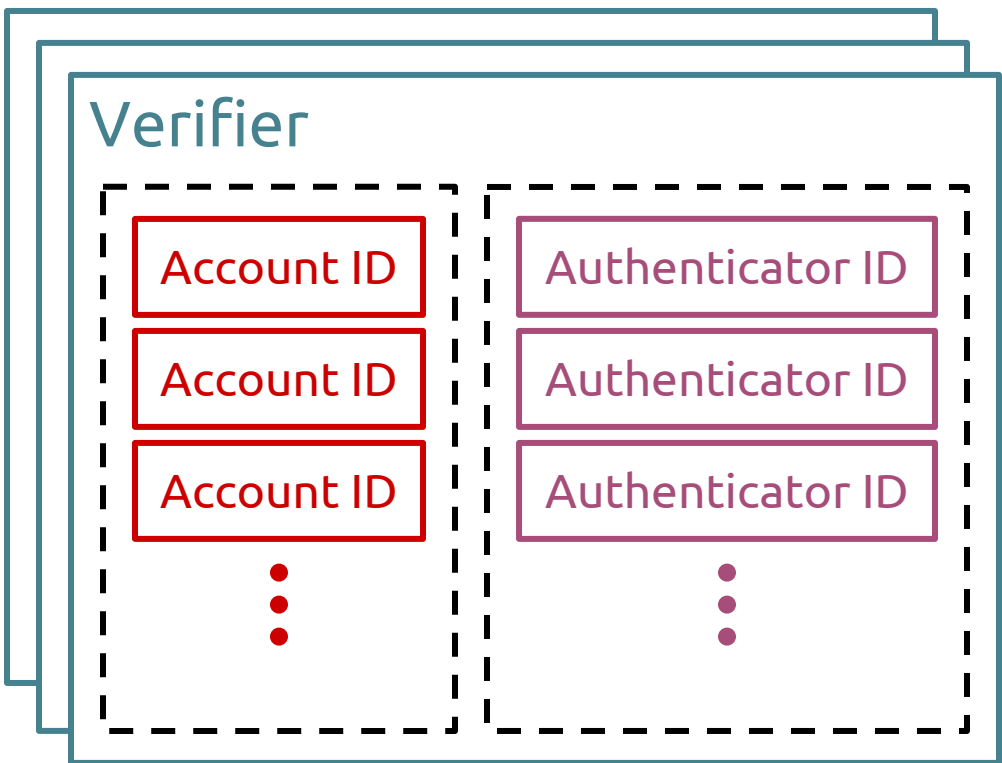 Verifier
Account ID
Account ID
Account ID
Authenticator ID
Authenticator ID
Authenticator ID